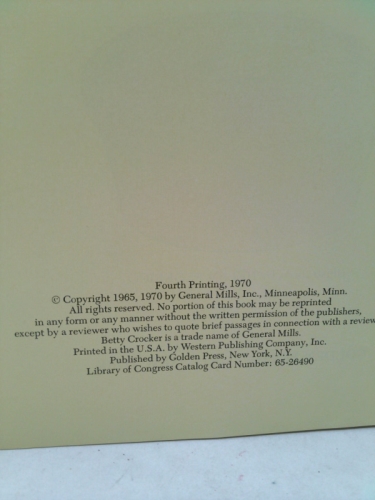 Fourth Printing, 1970
© Copyright 1965, 1970 by General Mills, Inc., Minneapolis, Minn.
All rights reserved. No portion of this book may be reprinted
in any form or any manner without the written permission of the publishers,
except by a reviewer who wishes to quote brief passages in connection with a review
Betty Crocker is a trade name of General Mills.
Printed in the U.S.A. by Western Publishing Company, Inc.
Published by Golden Press, New York, N.Y.
Library of Congress Catalog Card Number: 65-26490